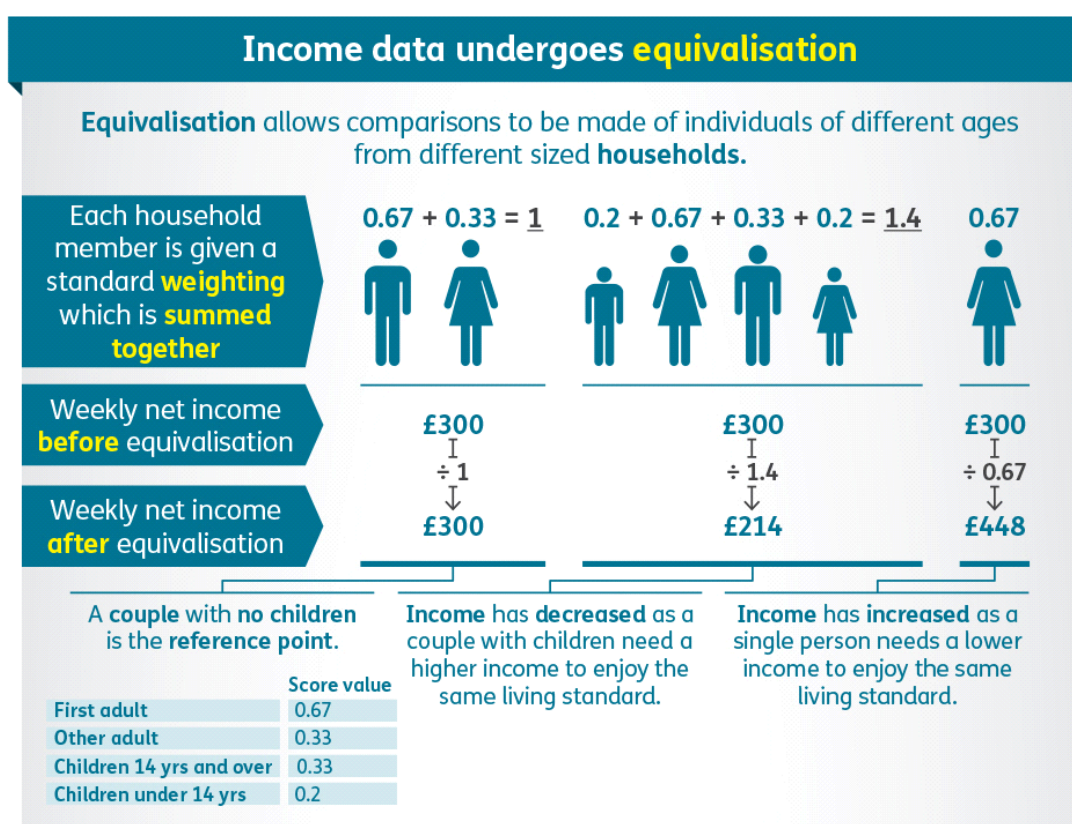 Income data undergoes equivalisation
Equivalisation allows comparisons to be made of individuals of different ages
from different sized households.
Each household
member is given a
standard weighting
which is summed
together
0.67 + 0.33 = 1
0.2 + 0.67 + 0.33 + 0.2 = 1.4
0.67
Weekly net income
before equivalisation
£300
£300
£300
÷ 1
÷ 1.4
÷ 0.67
Weekly net income
after equivalisation
£300
£214
£448
A couple with no children
is the reference point.
Income has decreased as a
couple with children need a
higher income to enjoy the
same living standard.
Income has increased as a
single person needs a lower
income to enjoy the same
living standard.
Score value
First adult 0.67
Other adult 0.33
Children 14 yrs and over 0.33
Children under 14 yrs 0.2